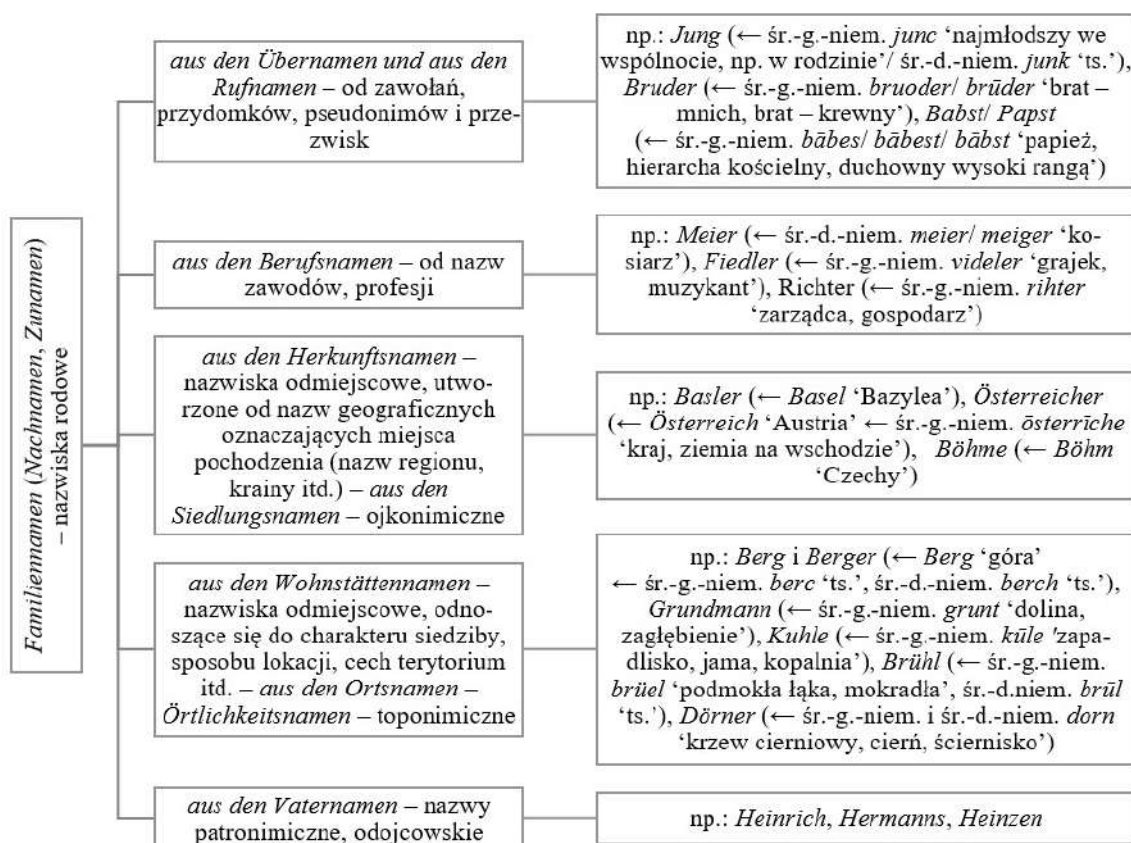 Familiennamen (Nachnamen, Zunamen)
– nazwiska rodowe
aus den Übernamen und aus den
Rufnamen – od zawołań,
przydomków, pseudonimów i prze-
zwisk
np.: Jung (← śr.-g.-niem. junc ‘najmłodszy we
wspólnocie, np. w rodzinie’/ śr.-d.-niem. junk ‘ts.’),
Bruder (← śr.-g.-niem. bruoder/ brūder ‘brat –
mnich, brat – krewny’), Babst/ Papst
(← śr.-g.-niem. bābes/ bābest/ bābst ‘papież,
hierarcha kościelny, duchowny wysoki rangą’)
aus den Berufsnamen – od nazw
zawodów, profesji
np.: Meier (← śr.-d.-niem. meier/ meiger ‘ko-
siarz’), Fiedler (← śr.-g.-niem. videler ‘grajek,
muzykant’), Richter (← śr.-g.-niem. rihter
‘zarządca, gospodarz’)
aus den Herkunftsnamen –
nazwiska odmiejscowe, utwo-
rzone od nazw geograficznych
oznaczających miejsca
pochodzenia (nazw regionu,
krainy itd.) – aus den
Siedlungsnamen – ojkonimiczne
np.: Basler (← Basel ‘Bazylea’), Österreicher
(← Österreich ‘Austria’ ← śr.-g.-niem. ōsterrīche
‘kraj, ziemia na wschodzie’), Böhme (← Böhm
‘Czechy’)
aus den Wohnstättennamen –
nazwiska odmiejscowe, odno-
szące się do charakteru siedziby,
sposobu lokacji, cech terytorium
itd. – aus den Ortsnamen –
Örtlichkeitsnamen – toponimiczne
np.: Berg i Berger (← Berg ‘góra’
← śr.-g.-niem. berc ‘ts.’, śr.-d.-niem. berch ‘ts.’),
Grundmann (← śr.-g.-niem. grunt ‘dolina,
zagłębienie’), Kuhle (← śr.-g.-niem. kūle 'zapa-
dlisko, jama, kopalnia’), Brühl (← śr.-g.-niem.
brüel ‘podmokła łąka, mokradła’, śr.-d.niem. brūl
‘ts.’), Dörner (← śr.-g.-niem. i śr.-d.-niem. dorn
‘krzew cierniowy, cierń, ściernisko’)
aus den Vaternamen – nazwy
patronimiczne, odojcowskie
np.: Heinrich, Hermanns, Heinzen